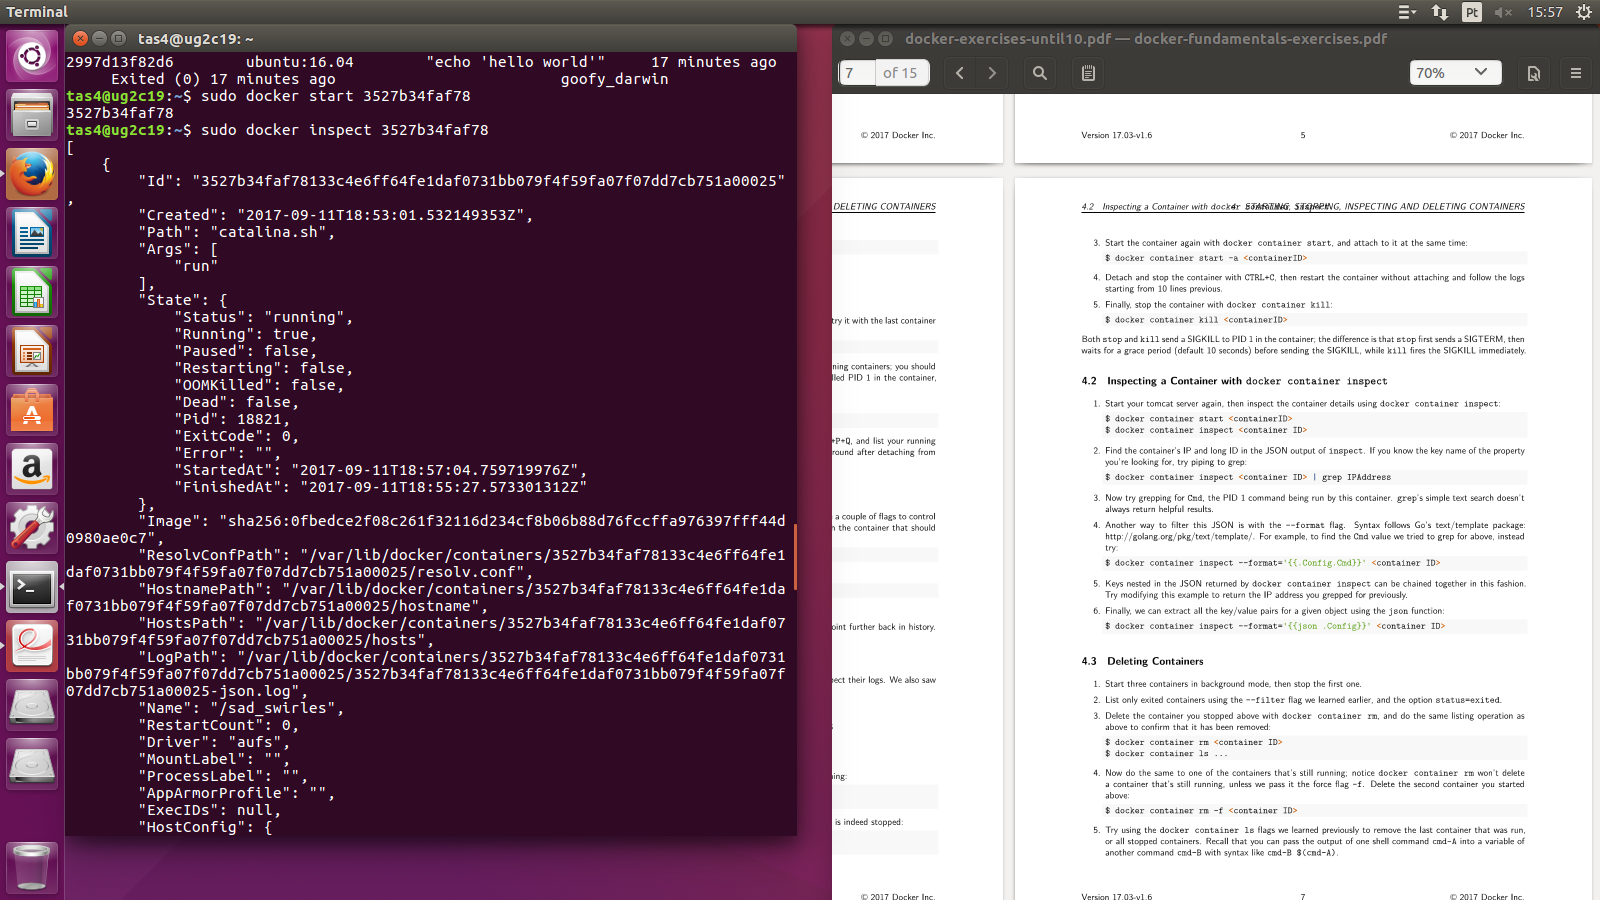 Terminal
Pt
15:57
tas4@ug2c19: ~
2997d13f82d6        ubuntu:16.04        "echo 'hello world'"     17 minutes ago
     Exited (0) 17 minutes ago                         goofy_darwin
tas4@ug2c19:~$ sudo docker start 3527b34faf78
3527b34faf78
tas4@ug2c19:~$ sudo docker inspect 3527b34faf78
[
    {
        "Id": "3527b34faf78133c4e6ff64fe1daf0731bb079f4f59fa07f07dd7cb751a00025"
,
        "Created": "2017-09-11T18:53:01.532149353Z",
        "Path": "catalina.sh",
        "Args": [
            "run"
        ],
        "State": {
            "Status": "running",
            "Running": true,
            "Paused": false,
            "Restarting": false,
            "OOMKilled": false,
            "Dead": false,
            "Pid": 18821,
            "ExitCode": 0,
            "Error": "",
            "StartedAt": "2017-09-11T18:57:04.759719976Z",
            "FinishedAt": "2017-09-11T18:55:27.573301312Z"
        },
        "Image": "sha256:0fbedce2f08c261f32116d234cf8b06b88d76fccffa976397fff44d
0980ae0c7",
        "ResolvConfPath": "/var/lib/docker/containers/3527b34faf78133c4e6ff64fe1
daf0731bb079f4f59fa07f07dd7cb751a00025/resolv.conf",
        "HostnamePath": "/var/lib/docker/containers/3527b34faf78133c4e6ff64fe1da
f0731bb079f4f59fa07f07dd7cb751a00025/hostname",
        "HostsPath": "/var/lib/docker/containers/3527b34faf78133c4e6ff64fe1daf07
31bb079f4f59fa07f07dd7cb751a00025/hosts",
        "LogPath": "/var/lib/docker/containers/3527b34faf78133c4e6ff64fe1daf0731
bb079f4f59fa07f07dd7cb751a00025/3527b34faf78133c4e6ff64fe1daf0731bb079f4f59fa07f
07dd7cb751a00025-json.log",
        "Name": "/sad_swirles",
        "RestartCount": 0,
        "Driver": "aufs",
        "MountLabel": "",
        "ProcessLabel": "",
        "AppArmorProfile": "",
        "ExecIDs": null,
        "HostConfig": {
docker-exercises-until10.pdf — docker-fundamentals-exercises.pdf
7 of 15
70%
© 2017 Docker Inc.
DELETING CONTAINERS
try it with the last container
ning containers; you should
lled PID 1 in the container,
+P+Q, and list your running
round after detaching from
a couple of flags to control
n the container that should
oint further back in history.
pect their logs. We also saw
ning:
is indeed stopped:
© 2017 Docker Inc.
Version 17.03-v1.6 5 © 2017 Docker Inc.
4.2 Inspecting a Container with docker STARTING, STOPPING, INSPECTING AND DELETING CONTAINERS
3. Start the container again with docker container start, and attach to it at the same time:
$ docker container start -a <containerID>
4. Detach and stop the container with CTRL+C, then restart the container without attaching and follow the logs
starting from 10 lines previous.
5. Finally, stop the container with docker container kill:
$ docker container kill <containerID>
Both stop and kill send a SIGKILL to PID 1 in the container; the difference is that stop first sends a SIGTERM, then
waits for a grace period (default 10 seconds) before sending the SIGKILL, while kill fires the SIGKILL immediately.
4.2 Inspecting a Container with docker container inspect
1. Start your tomcat server again, then inspect the container details using docker container inspect:
$ docker container start <containerID>
$ docker container inspect <container ID>
2. Find the container's IP and long ID in the JSON output of inspect. If you know the key name of the property
you're looking for, try piping to grep:
$ docker container inspect <container ID> | grep IPAddress
3. Now try grepping for Cmd, the PID 1 command being run by this container. grep's simple text search doesn't
always return helpful results.
4. Another way to filter this JSON is with the --format flag. Syntax follows Go's text/template package:
http://golang.org/pkg/text/template/. For example, to find the Cmd value we tried to grep for above, instead
try:
$ docker container inspect --format='{{.Config.Cmd}}' <container ID>
5. Keys nested in the JSON returned by docker container inspect can be chained together in this fashion.
Try modifying this example to return the IP address you grepped for previously.
6. Finally, we can extract all the key/value pairs for a given object using the json function:
$ docker container inspect --format='{{json .Config}}' <container ID>
4.3 Deleting Containers
1. Start three containers in background mode, then stop the first one.
2. List only exited containers using the --filter flag we learned earlier, and the option status=exited.
3. Delete the container you stopped above with docker container rm, and do the same listing operation as
above to confirm that it has been removed:
$ docker container rm <container ID>
$ docker container ls ...
4. Now do the same to one of the containers that's still running; notice docker container rm won't delete
a container that's still running, unless we pass it the force flag -f. Delete the second container you started
above:
$ docker container rm -f <container ID>
5. Try using the docker container ls flags we learned previously to remove the last container that was run,
or all stopped containers. Recall that you can pass the output of one shell command cmd-A into a variable of
another command cmd-B with syntax like cmd-B $(cmd-A).
Version 17.03-v1.6 7 © 2017 Docker Inc.